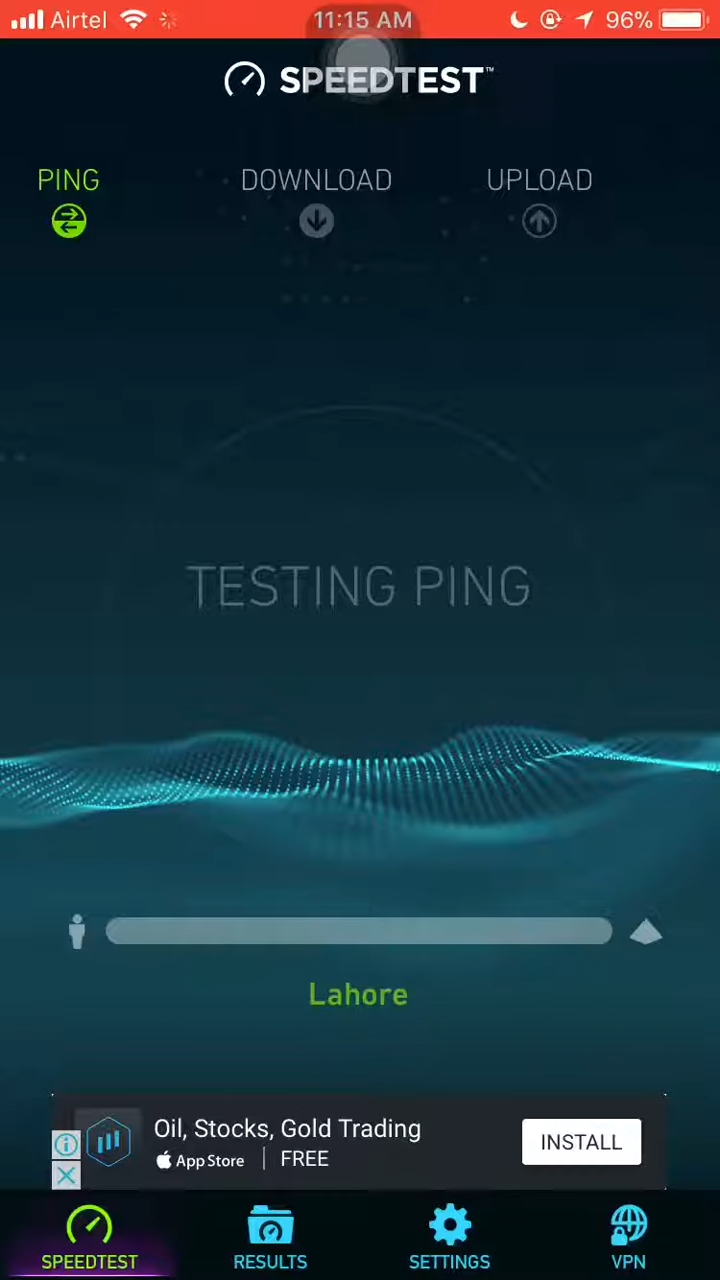 Airtel 11:15 AM 96%
SPEEDTEST™
PING DOWNLOAD UPLOAD
TESTING PING
Lahore
Oil, Stocks, Gold Trading
App Store | FREE
INSTALL
SPEEDTEST RESULTS SETTINGS VPN